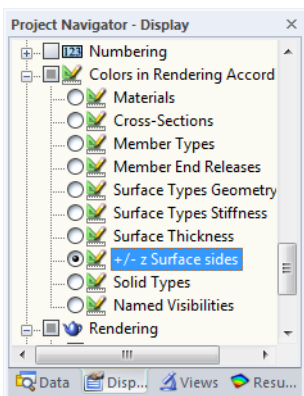 Project Navigator - Display
123 Numbering
Colors in Rendering Accord
Materials
Cross-Sections
Member Types
Member End Releases
Surface Types Geometry
Surface Types Stiffness
Surface Thickness
+/- z Surface sides
Solid Types
Named Visibilities
Rendering
Data Disp... Views Resu...